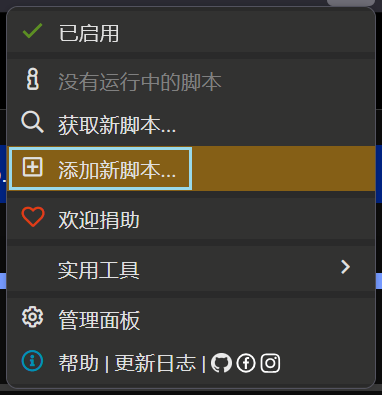 已启用
没有运行中的脚本
获取新脚本...
添加新脚本...
欢迎捐助
实用工具
管理面板
帮助 | 更新日志 |